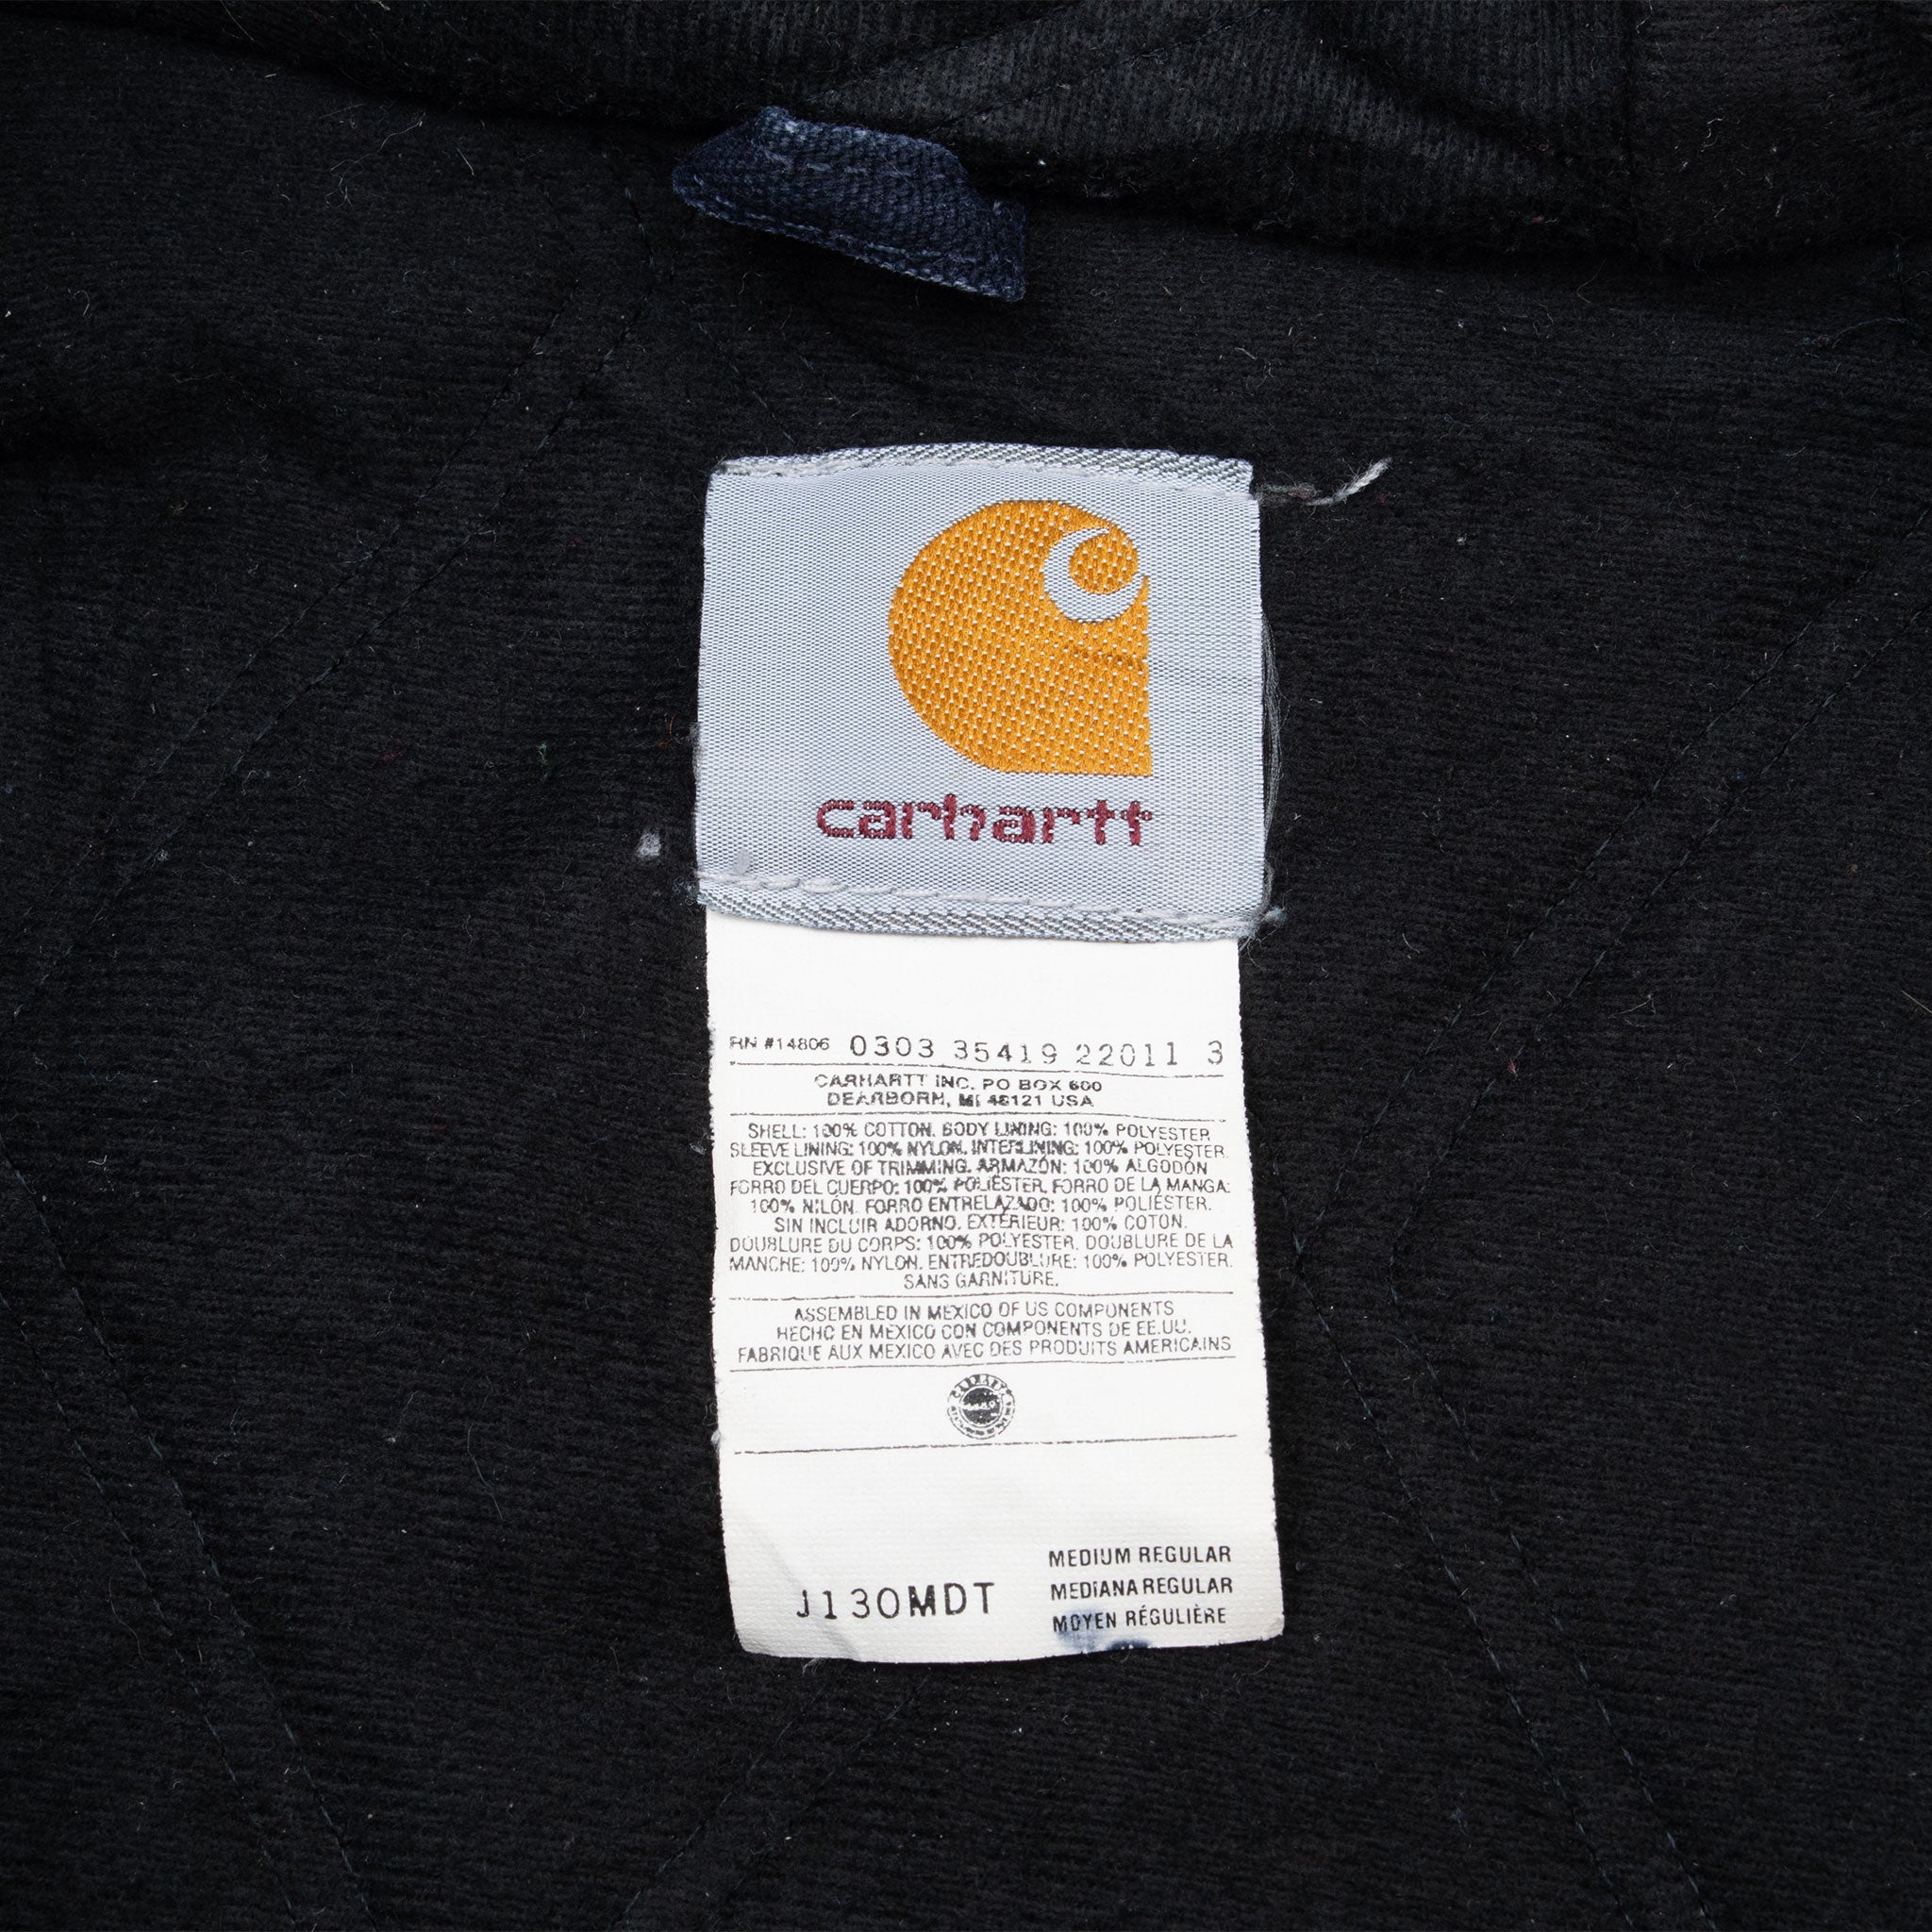 carhartt
RN #14806 0303 35419 22011 3
CARHARTT INC. PO BOX 600
DEARBORN, MI 48121 USA
SHELL: 100% COTTON. BODY LINING: 100% POLYESTER.
SLEEVE LINING: 100% NYLON. INTERLINING: 100% POLYESTER.
EXCLUSIVE OF TRIMMING. ARMAZÓN: 100% ALGODÓN
FORRO DEL CUERPO: 100% POLIÉSTER. FORRO DE LA MANGA:
100% NILÓN. FORRO ENTRELAZADO: 100% POLIÉSTER.
SIN INCLUIR ADORNO. EXTÉRIEUR: 100% COTON.
DOUBLURE DU CORPS: 100% POLYESTER. DOUBLURE DE LA
MANCHE: 100% NYLON. ENTREDOUBLURE: 100% POLYESTER.
SANS GARNITURE.
ASSEMBLED IN MEXICO OF US COMPONENTS
HECHO EN MEXICO CON COMPONENTS DE EE.UU.
FABRIQUE AUX MEXICO AVEC DES PRODUITS AMERICAINS
MEDIUM REGULAR
MEDIANA REGULAR
J130MDT
MOYEN RÉGULIÈRE